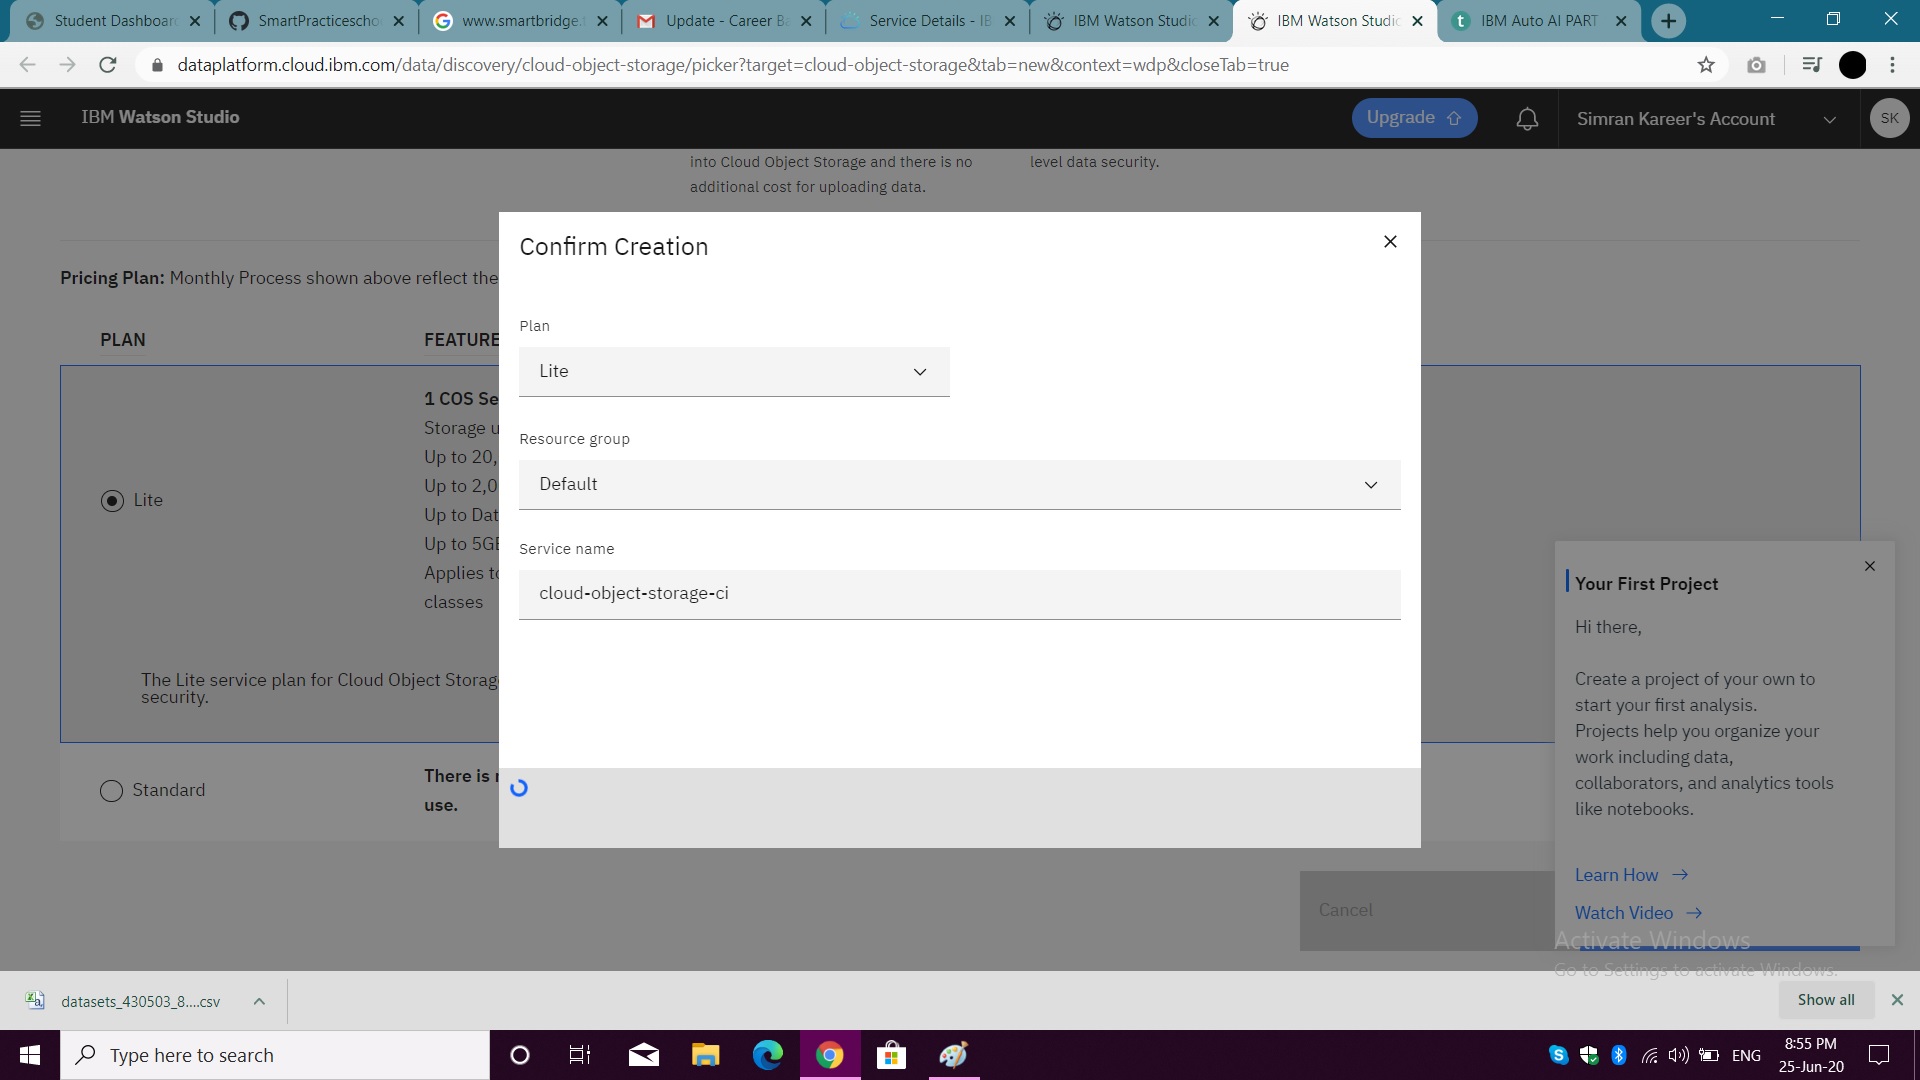 Student Dashboar
SmartPracticescho
www.smartbridge.
Update - Career Ba
Service Details - IB
IBM Watson Studi
IBM Watson Studi
IBM Auto AI PART
dataplatform.cloud.ibm.com/data/discovery/cloud-object-storage/picker?target=cloud-object-storage&tab=new&context=wdp&closeTab=true
IBM Watson Studio
Upgrade
Simran Kareer's Account
SK
into Cloud Object Storage and there is no
additional cost for uploading data.
level data security.
Confirm Creation
Pricing Plan: Monthly Process shown above reflect the
Plan
Lite
PLAN
FEATURE
1 COS Se
Storage u
Up to 20,
Up to 2,0
Up to Dat
Up to 5GB
Applies to
classes
Lite
Resource group
Default
Service name
cloud-object-storage-ci
The Lite service plan for Cloud Object Storag
security.
Standard
There is n
use.
Your First Project
Hi there,
Create a project of your own to
start your first analysis.
Projects help you organize your
work including data,
collaborators, and analytics tools
like notebooks.
Learn How
Watch Video
Cancel
Activate Windows
Go to Settings to activate Windows.
datasets_430503_8....csv
Show all
Type here to search
ENG
8:55 PM
25-Jun-20